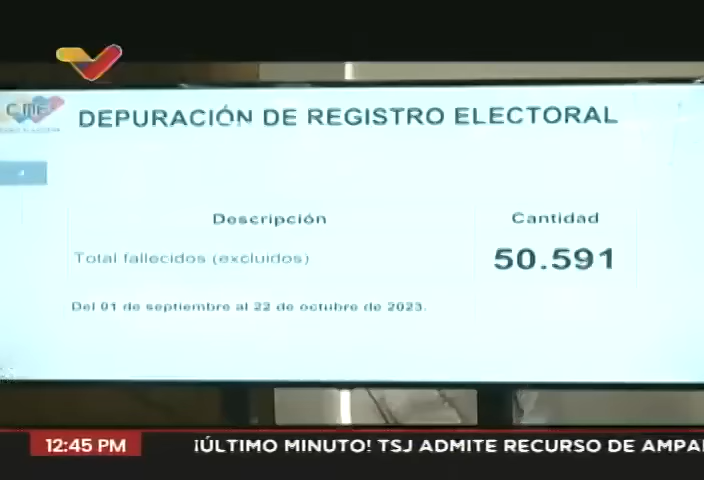 CNE
DEPURACIÓN DE REGISTRO ELECTORAL
Descripción Cantidad
Total fallecidos (excluidos) 50.591
Del 01 de septiembre al 22 de octubre de 2023.
12:45 PM ¡ÚLTIMO MINUTO! TSJ ADMITE RECURSO DE AMPA